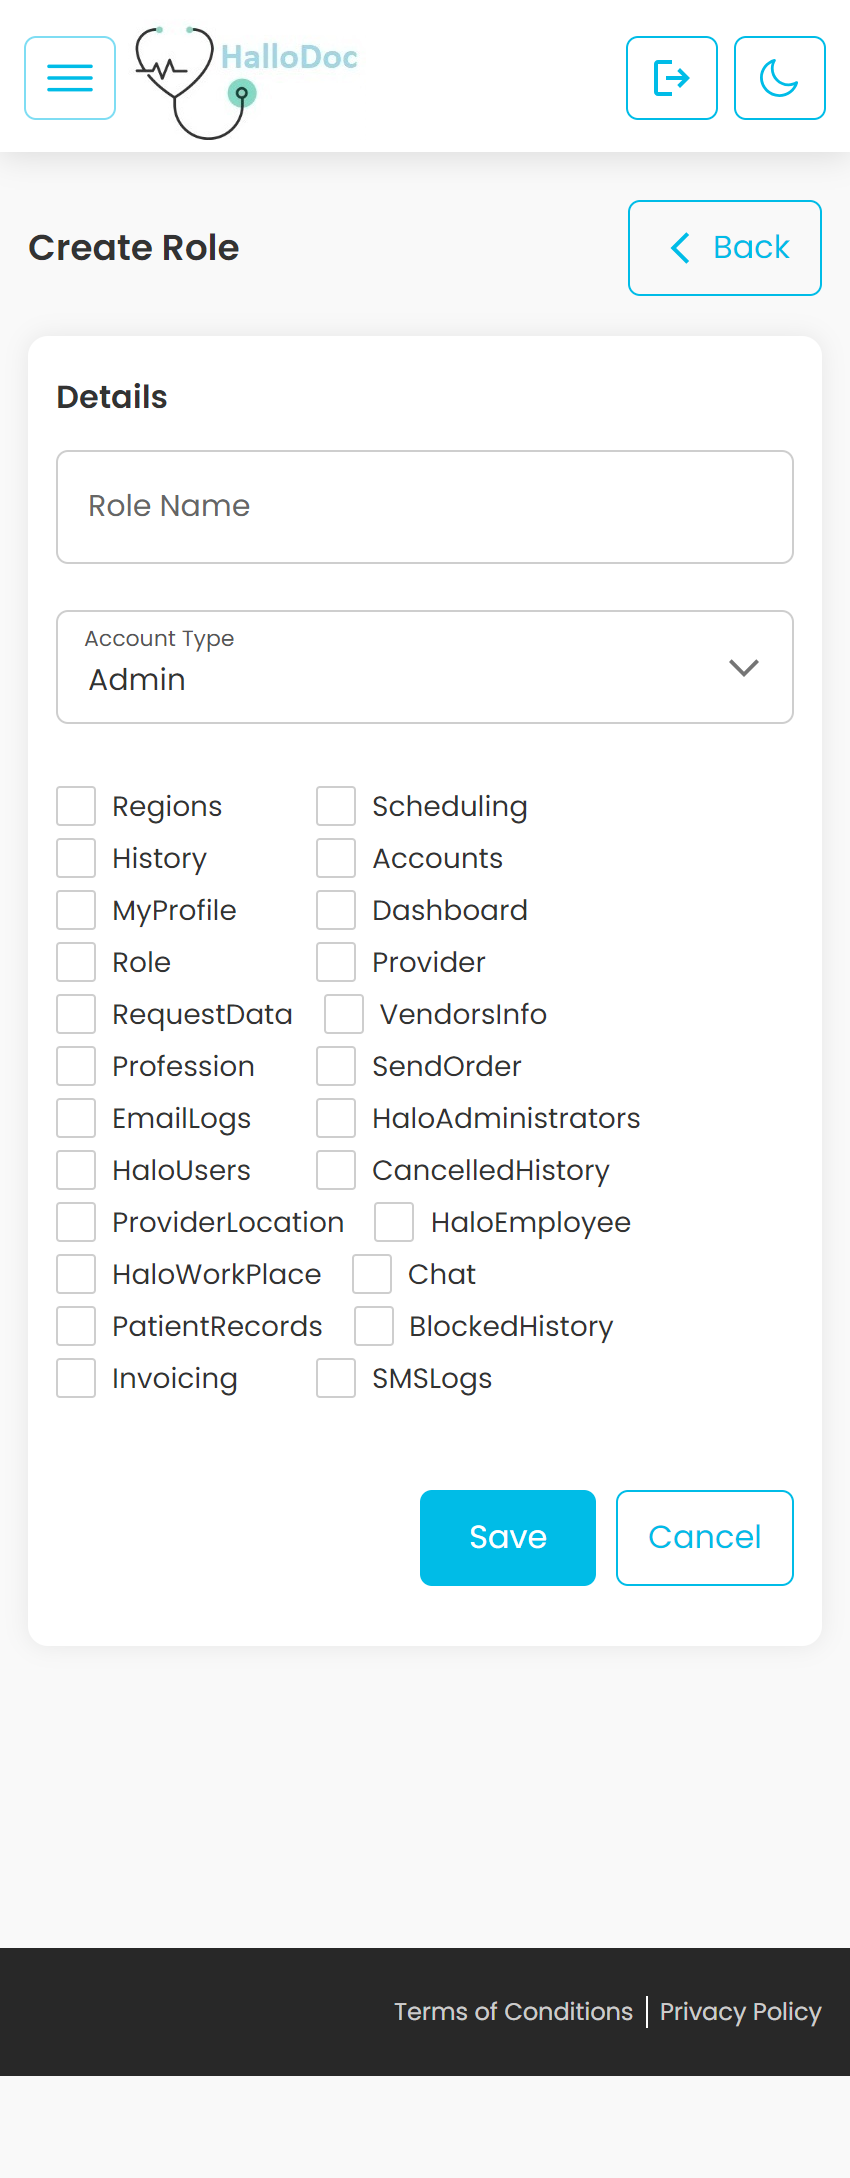 HalloDoc
Create Role
Back
Details
Role Name
Account Type
Admin
Regions
Scheduling
History
Accounts
MyProfile
Dashboard
Role
Provider
RequestData
VendorsInfo
Profession
SendOrder
EmailLogs
HaloAdministrators
HaloUsers
CancelledHistory
ProviderLocation
HaloEmployee
HaloWorkPlace
Chat
PatientRecords
BlockedHistory
Invoicing
SMSLogs
Save
Cancel
Terms of Conditions
Privacy Policy